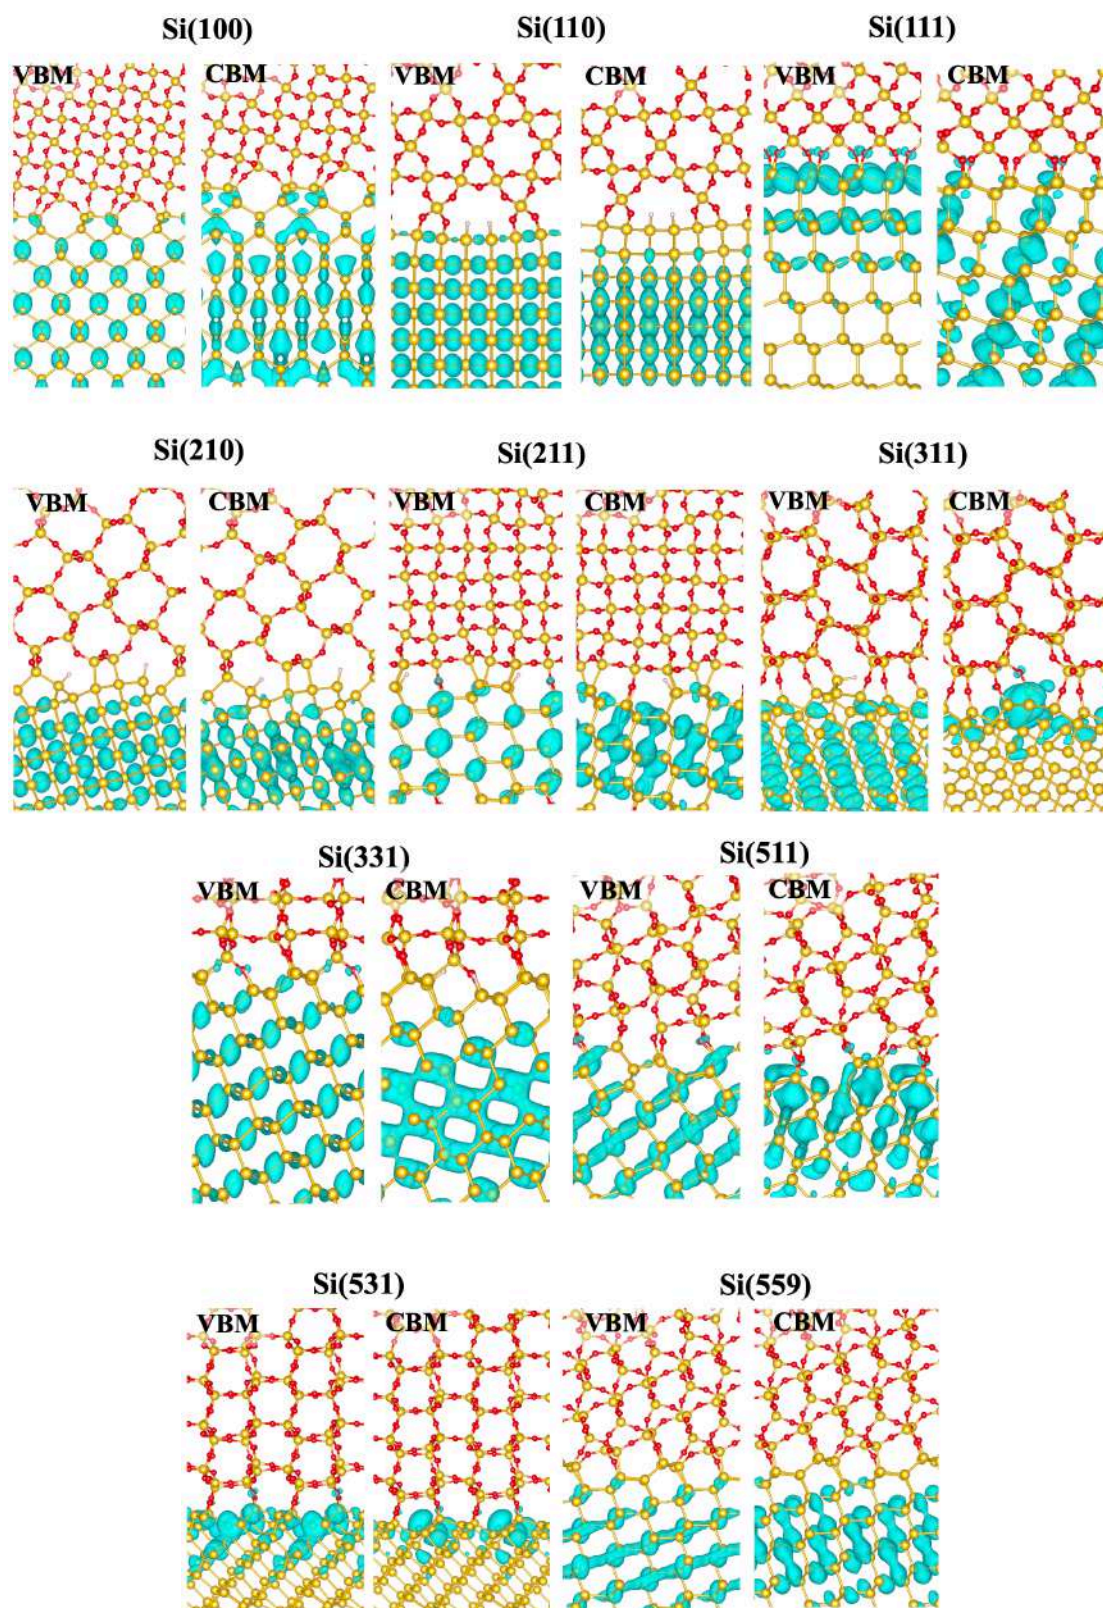 Si(100) Si(110) Si(111)
VBM CBM VBM CBM VBM CBM
Si(210) Si(211) Si(311)
VBM CBM VBM CBM VBM CBM
Si(331) Si(511)
VBM CBM VBM CBM
Si(531) Si(559)
VBM CBM VBM CBM